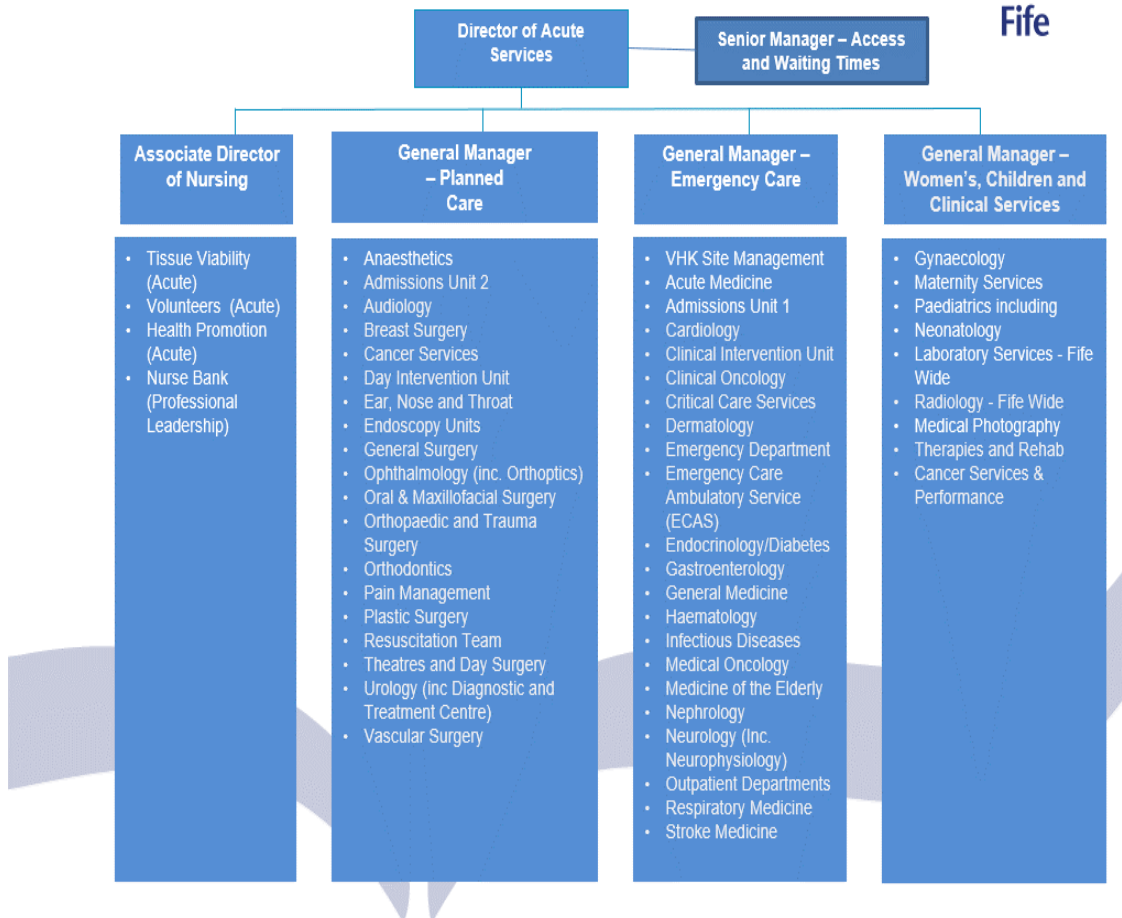 Fife
Director of Acute
Services
Senior Manager – Access
and Waiting Times
Associate Director
of Nursing
General Manager
– Planned
Care
General Manager –
Emergency Care
General Manager –
Women's, Children and
Clinical Services
• Tissue Viability
(Acute)
• Volunteers (Acute)
• Health Promotion
(Acute)
• Nurse Bank
(Professional
Leadership)
• Anaesthetics
• Admissions Unit 2
• Audiology
• Breast Surgery
• Cancer Services
• Day Intervention Unit
• Ear, Nose and Throat
• Endoscopy Units
• General Surgery
• Ophthalmology (inc. Orthoptics)
• Oral & Maxillofacial Surgery
• Orthopaedic and Trauma
Surgery
• Orthodontics
• Pain Management
• Plastic Surgery
• Resuscitation Team
• Theatres and Day Surgery
• Urology (inc Diagnostic and
Treatment Centre)
• Vascular Surgery
• VHK Site Management
• Acute Medicine
• Admissions Unit 1
• Cardiology
• Clinical Intervention Unit
• Clinical Oncology
• Critical Care Services
• Dermatology
• Emergency Department
• Emergency Care
Ambulatory Service
(ECAS)
• Endocrinology/Diabetes
• Gastroenterology
• General Medicine
• Haematology
• Infectious Diseases
• Medical Oncology
• Medicine of the Elderly
• Nephrology
• Neurology (Inc.
Neurophysiology)
• Outpatient Departments
• Respiratory Medicine
• Stroke Medicine
• Gynaecology
• Maternity Services
• Paediatrics including
• Neonatology
• Laboratory Services - Fife
Wide
• Radiology - Fife Wide
• Medical Photography
• Therapies and Rehab
• Cancer Services &
Performance